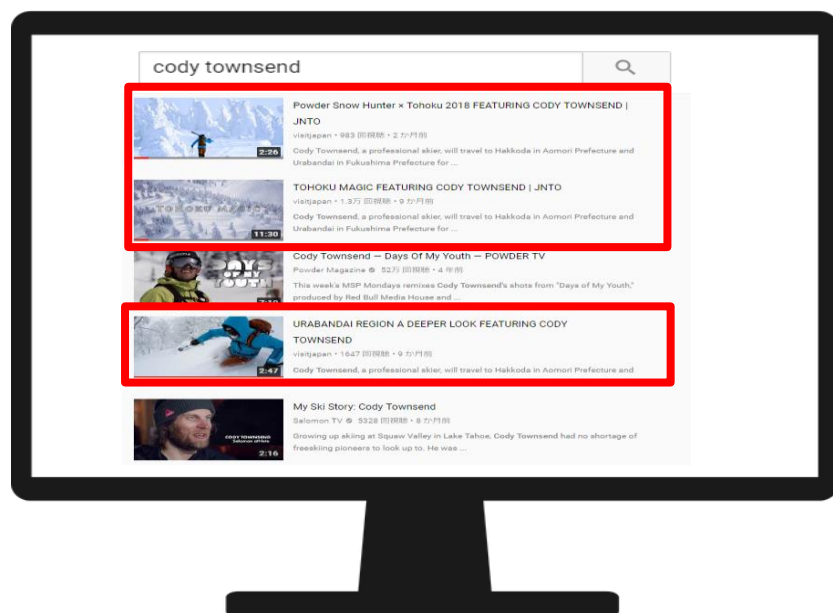 cody townsend
Powder Snow Hunter × Tohoku 2018 FEATURING CODY TOWNSEND |
JNTO
visitjapan • 983 回視聴 • 2 か月前
Cody Townsend, a professional skier, will travel to Hakkoda in Aomori Prefecture and
Urabandai in Fukushima Prefecture for ...
2:26
TOHOKU MAGIC FEATURING CODY TOWNSEND | JNTO
visitjapan • 1.3万 回視聴 • 9 か月前
Cody Townsend, a professional skier, will travel to Hakkoda in Aomori Prefecture and
Urabandai in Fukushima Prefecture for ...
TOHOKU MAGIC
11:30
Cody Townsend — Days Of My Youth — POWDER TV
Powder Magazine 52万 回視聴 • 4 年前
This week's MSP Mondays remixes Cody Townsend's shots from "Days of My Youth,"
produced by Red Bull Media House and ...
DAYS
OF MY
YOUTH
URABANDAI REGION A DEEPER LOOK FEATURING CODY
TOWNSEND
visitjapan • 1647 回視聴 • 9 か月前
Cody Townsend, a professional skier, will travel to Hakkoda in Aomori Prefecture and
2:47
My Ski Story: Cody Townsend
Salomon TV 5328 回視聴 • 8 か月前
Growing up skiing at Squaw Valley in Lake Tahoe, Cody Townsend had no shortage of
freeskiing pioneers to look up to. He was ...
CODY TOWNSEND
2:16